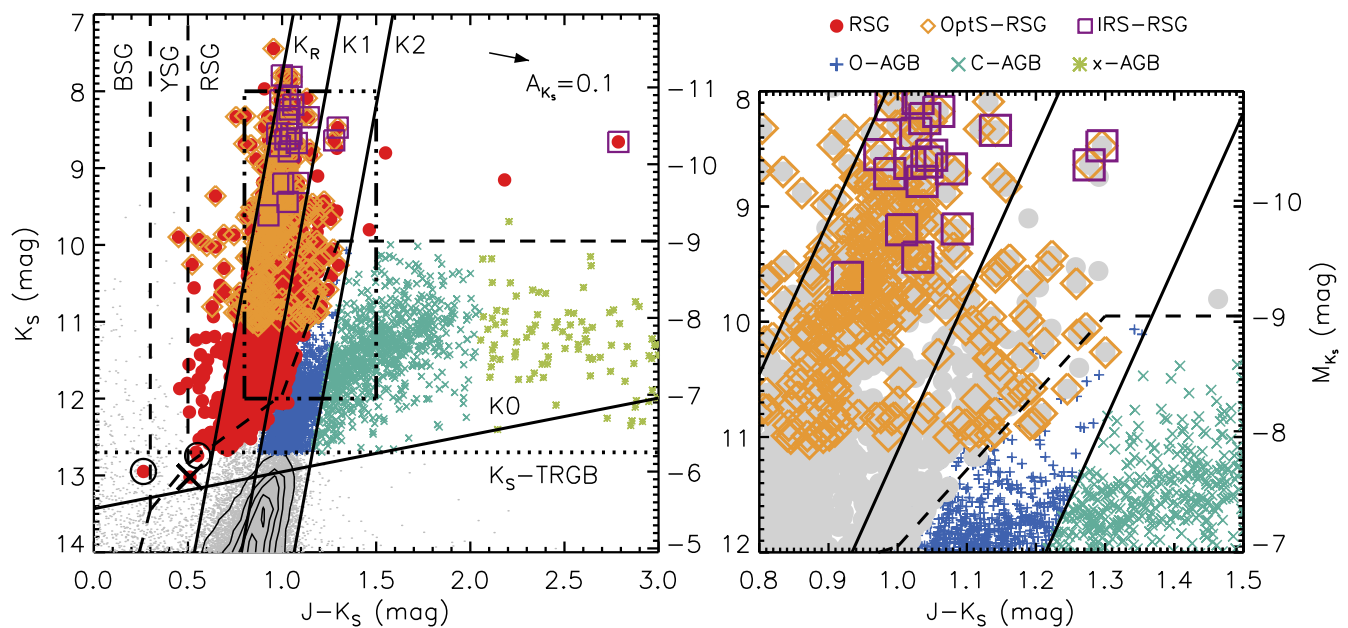 RSG OptS-RSG IRS-RSG
O-AGB C-AGB x-AGB
BSG YSG RSG
K_R K1 K2
A_{K_s}=0.1
K0
K_S-TRGB
7 8 9 10 11 12 13 14
K_S (mag)
0.0 0.5 1.0 1.5 2.0 2.5 3.0
J-K_S (mag)
-11 -10 -9 -8 -7 -6 -5
8 9 10 11 12
0.8 0.9 1.0 1.1 1.2 1.3 1.4 1.5
J-K_S (mag)
-10 -9 -8 -7
M_{K_s} (mag)